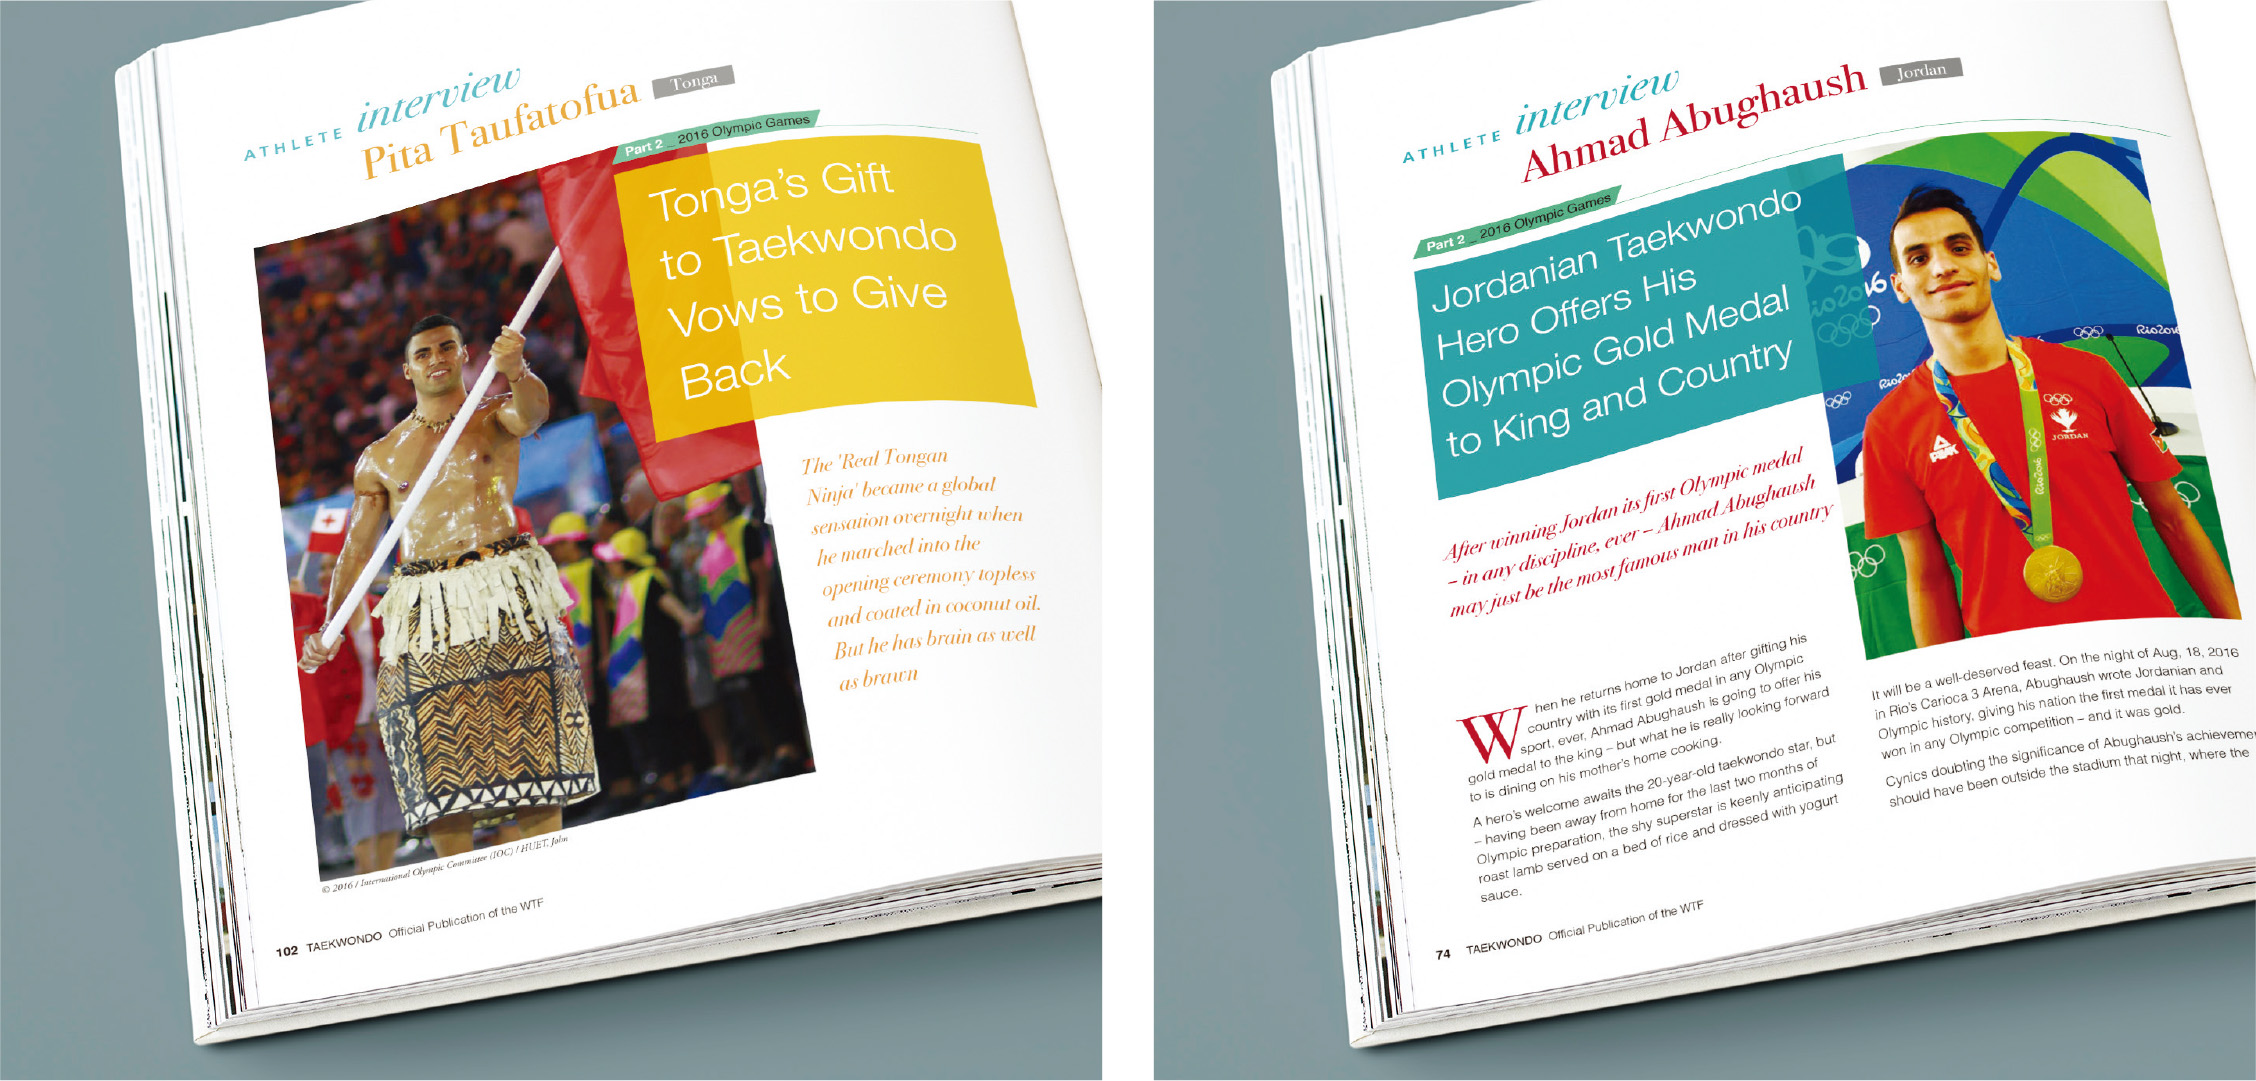 ATHLETE interview
Pita Taufatofua Tonga
Part 2 _ 2016 Olympic Games
Tonga's Gift
to Taekwondo
Vows to Give
Back
The 'Real Tongan
Ninja' became a global
sensation overnight when
he marched into the
opening ceremony topless
and coated in coconut oil.
But he has brain as well
as brawn
© 2016 / International Olympic Committee (IOC) / HUET, John
102 TAEKWONDO Official Publication of the WTF
ATHLETE interview
Ahmad Abughaush Jordan
Part 2 _ 2016 Olympic Games
Jordanian Taekwondo
Hero Offers His
Olympic Gold Medal
to King and Country
After winning Jordan its first Olympic medal
– in any discipline, ever – Ahmad Abughaush
may just be the most famous man in his country
Rio2016
Rio2016
JORDAN
PEAK
Rio2016
When he returns home to Jordan after gifting his
country with its first gold medal in any Olympic
sport, ever, Ahmad Abughaush is going to offer his
gold medal to the king – but what he is really looking forward
to is dining on his mother's home cooking.
A hero's welcome awaits the 20-year-old taekwondo star, but
– having been away from home for the last two months of
Olympic preparation, the shy superstar is keenly anticipating
roast lamb served on a bed of rice and dressed with yogurt
sauce.
It will be a well-deserved feast. On the night of Aug, 18, 2016
in Rio's Carioca 3 Arena, Abughaush wrote Jordanian and
Olympic history, giving his nation the first medal it has ever
won in any Olympic competition – and it was gold.
Cynics doubting the significance of Abughaush's achieveme
should have been outside the stadium that night, where the
74 TAEKWONDO Official Publication of the WTF